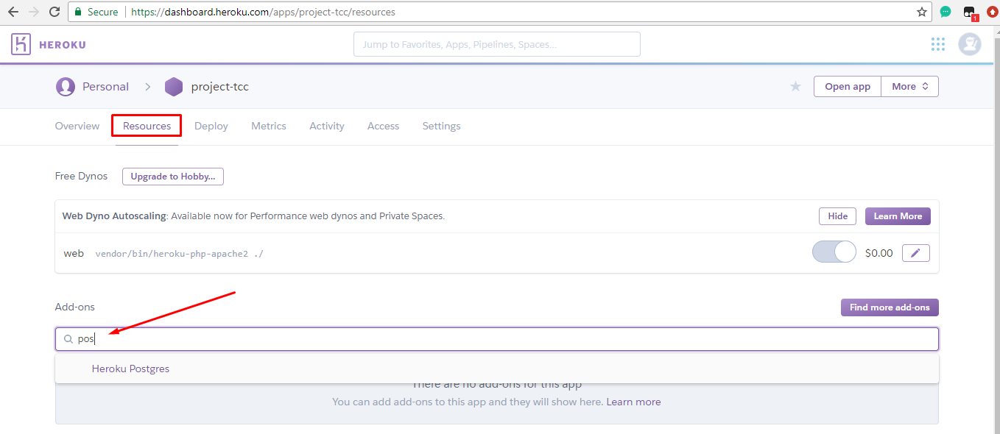 Secure https://dashboard.heroku.com/apps/project-tcc/resources
1
HEROKU Jump to Favorites, Apps, Pipelines, Spaces...
Personal > project-tcc Open app More
Overview Resources Deploy Metrics Activity Access Settings
Free Dynos Upgrade to Hobby...
Web Dyno Autoscaling: Available now for Performance web dynos and Private Spaces. Hide Learn More
web vendor/bin/heroku-php-apache2 ./ $0.00
Add-ons Find more add-ons
pos
Heroku Postgres
There are no add-ons for this app
You can add add-ons to this app and they will show here. Learn more